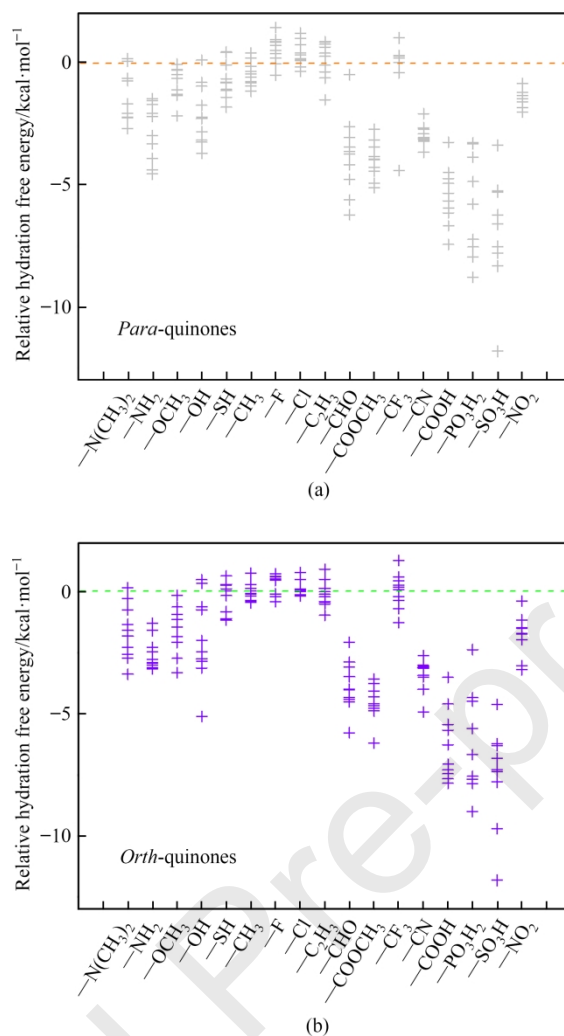 0
−5
−10
Relative hydration free energy/kcal·mol⁻¹
Para-quinones
—N(CH₃)₂
—NH₂
—OCH₃
—OH
—SH
—CH₃
—F
—Cl
—C₂H₃
—CHO
—COOCH₃
—CF₃
—CN
—COOH
—PO₃H₂
—SO₃H
—NO₂
(a)
0
−5
−10
Relative hydration free energy/kcal·mol⁻¹
Orth-quinones
—N(CH₃)₂
—NH₂
—OCH₃
—OH
—SH
—CH₃
—F
—Cl
—C₂H₃
—CHO
—COOCH₃
—CF₃
—CN
—COOH
—PO₃H₂
—SO₃H
—NO₂
(b)
Pre-pr